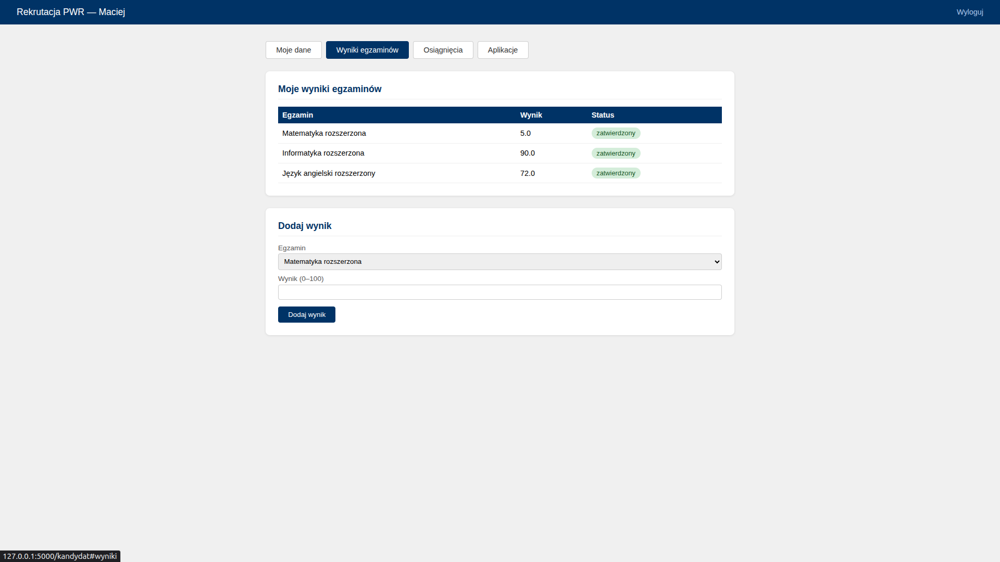 Rekrutacja PWR — Maciej Wyloguj
Moje dane Wyniki egzaminów Osiągnięcia Aplikacje
Moje wyniki egzaminów
Egzamin Wynik Status
Matematyka rozszerzona 5.0 zatwierdzony
Informatyka rozszerzona 90.0 zatwierdzony
Język angielski rozszerzony 72.0 zatwierdzony
Dodaj wynik
Egzamin
Matematyka rozszerzona
Wynik (0–100)
Dodaj wynik
127.0.0.1:5000/kandydat#wyniki